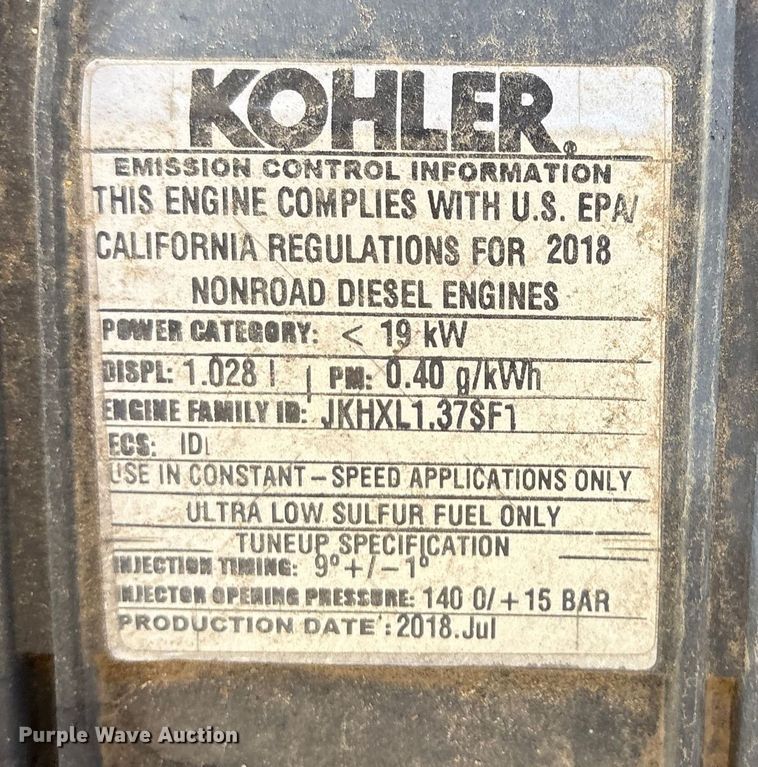 KOHLER®
EMISSION CONTROL INFORMATION
THIS ENGINE COMPLIES WITH U.S. EPA/
CALIFORNIA REGULATIONS FOR 2018
NONROAD DIESEL ENGINES
POWER CATEGORY: < 19 kW
DISPL: 1.028 l | PM: 0.40 g/kWh
ENGINE FAMILY ID: JKHXL1.37SF1
ECS: IDI
USE IN CONSTANT-SPEED APPLICATIONS ONLY
ULTRA LOW SULFUR FUEL ONLY
TUNEUP SPECIFICATION
INJECTION TIMING: 9°+/-1°
INJECTOR OPENING PRESSURE: 140 0/+15 BAR
PRODUCTION DATE: 2018.Jul
Purple Wave Auction